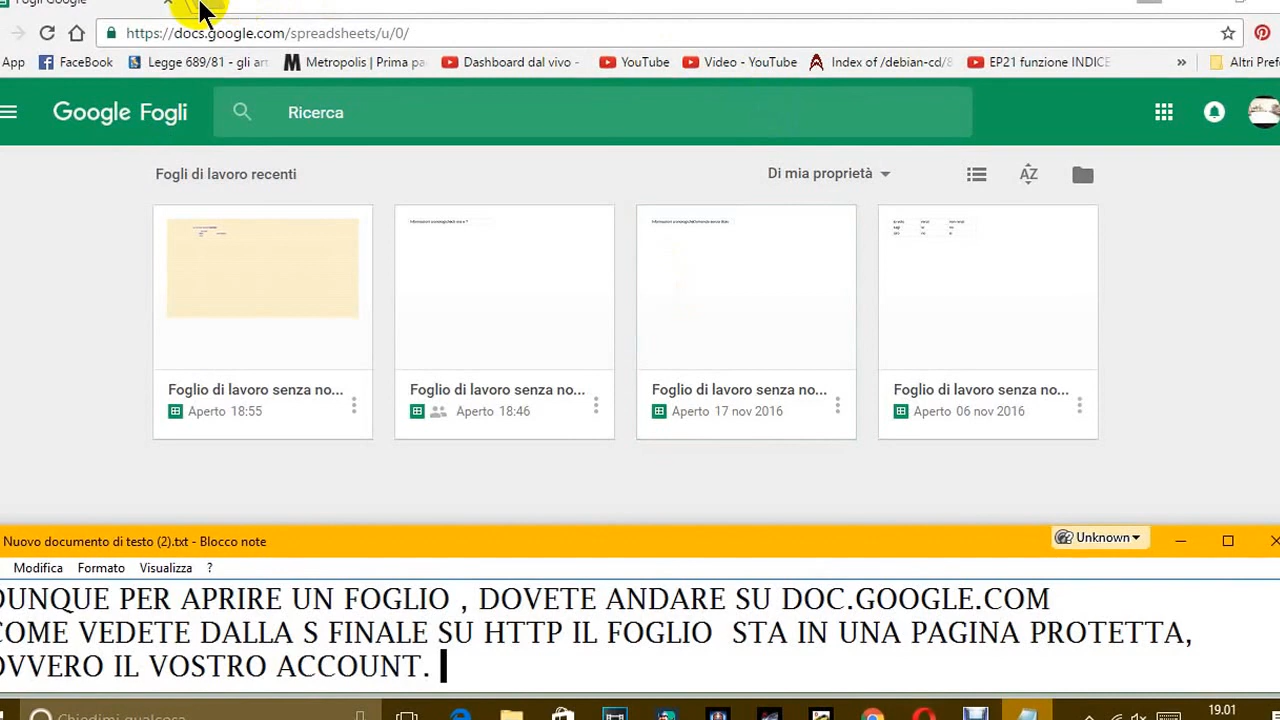 Fogli Google
https://docs.google.com/spreadsheets/u/0/
App FaceBook Legge 689/81 - gli art Metropolis | Prima pa Dashboard dal vivo - YouTube Video - YouTube Index of /debian-cd/8 EP21 funzione INDICE » Altri Pref
Google Fogli Ricerca
Fogli di lavoro recenti Di mia proprietà AZ
Foglio di lavoro senza no... Foglio di lavoro senza no... Foglio di lavoro senza no... Foglio di lavoro senza no...
Aperto 18:55 Aperto 18:46 Aperto 17 nov 2016 Aperto 06 nov 2016
Nuovo documento di testo (2).txt - Blocco note Unknown
Modifica Formato Visualizza ?
DUNQUE PER APRIRE UN FOGLIO , DOVETE ANDARE SU DOC.GOOGLE.COM
COME VEDETE DALLA S FINALE SU HTTP IL FOGLIO STA IN UNA PAGINA PROTETTA,
OVVERO IL VOSTRO ACCOUNT.
Chiedimi qualcosa 19.01